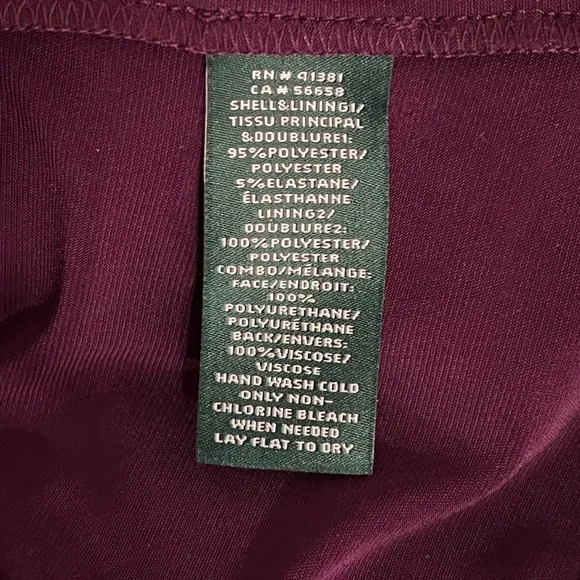 RN # 41381
CA # 56658
SHELL&LINING1/
TISSU PRINCIPAL
&DOUBLURE1:
95%POLYESTER/
POLYESTER
5%ELASTANE/
ÉLASTHANNE
LINING2/
DOUBLURE2:
100%POLYESTER/
POLYESTER
COMBO/MÉLANGE:
FACE/ENDROIT:
100%
POLYURETHANE/
POLYURÉTHANE
BACK/ENVERS:
100%VISCOSE/
VISCOSE
HAND WASH COLD
ONLY NON-
CHLORINE BLEACH
WHEN NEEDED
LAY FLAT TO DRY